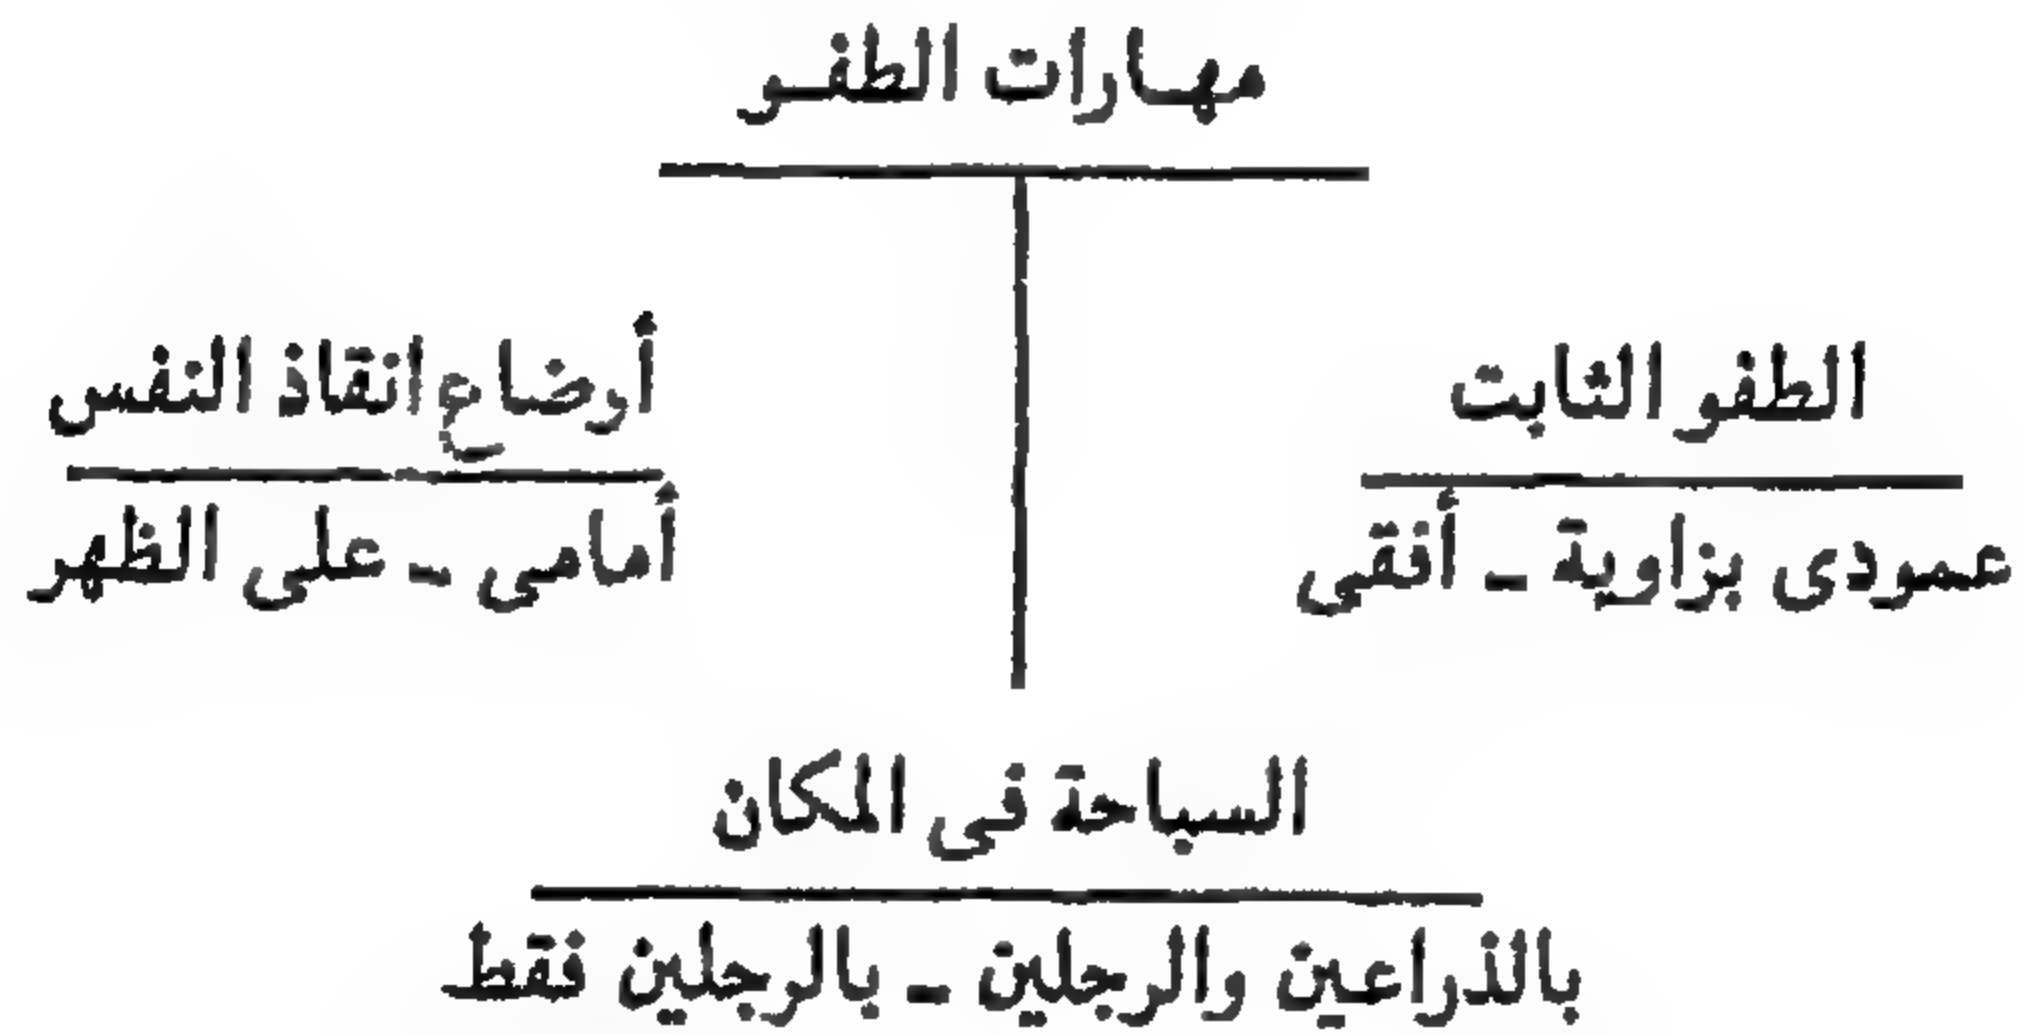 مهارات الطفو
الطفو الثابت
عمودى بزاوية - أنقى
أوضاع انقاذ النفس
أمامى - على الظهر
السباحة فى المكان
بالذراعين والرجلين - بالرجلين فقط